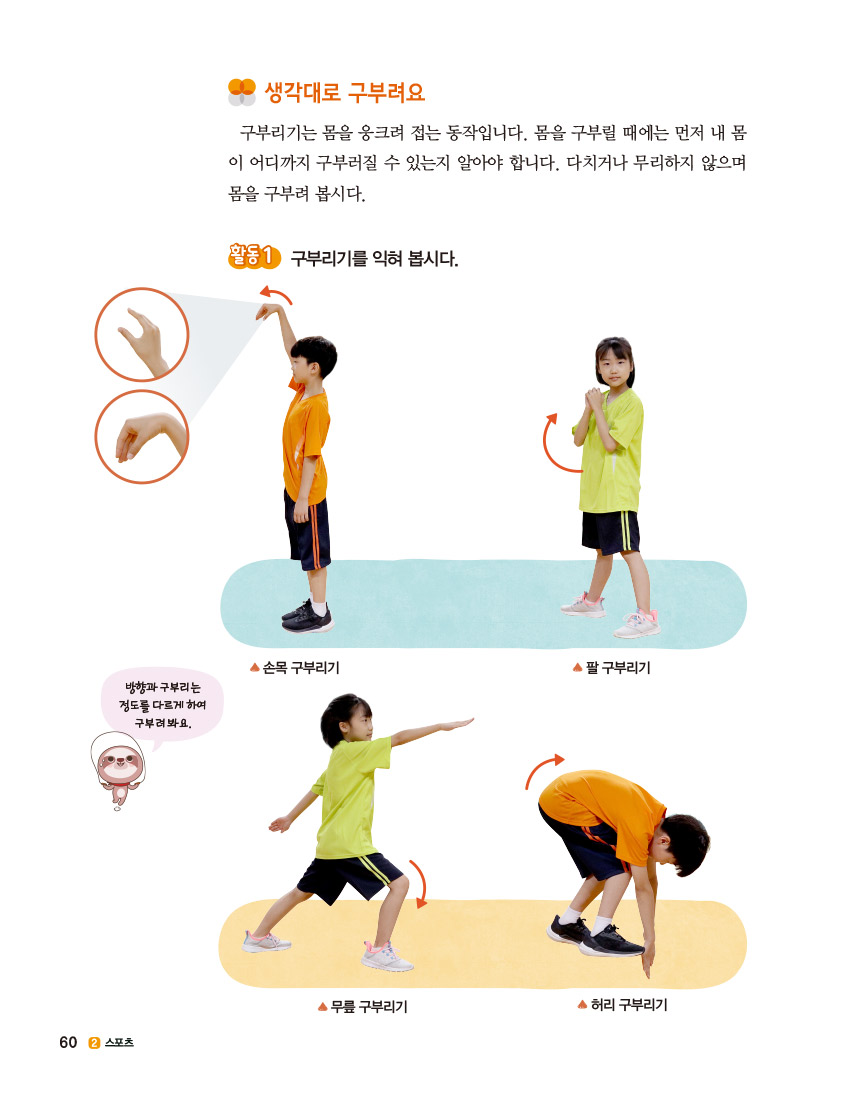 생각대로 구부려요
구부리기는 몸을 웅크려 접는 동작입니다. 몸을 구부릴 때에는 먼저 내 몸
이 어디까지 구부러질 수 있는지 알아야 합니다. 다치거나 무리하지 않으며
몸을 구부려 봅시다.
활동 1 구부리기를 익혀 봅시다.
▲ 손목 구부리기
▲ 팔 구부리기
방향과 구부리는
정도를 다르게 하여
구부려 봐요.
▲ 무릎 구부리기
▲ 허리 구부리기
60 2 스포츠